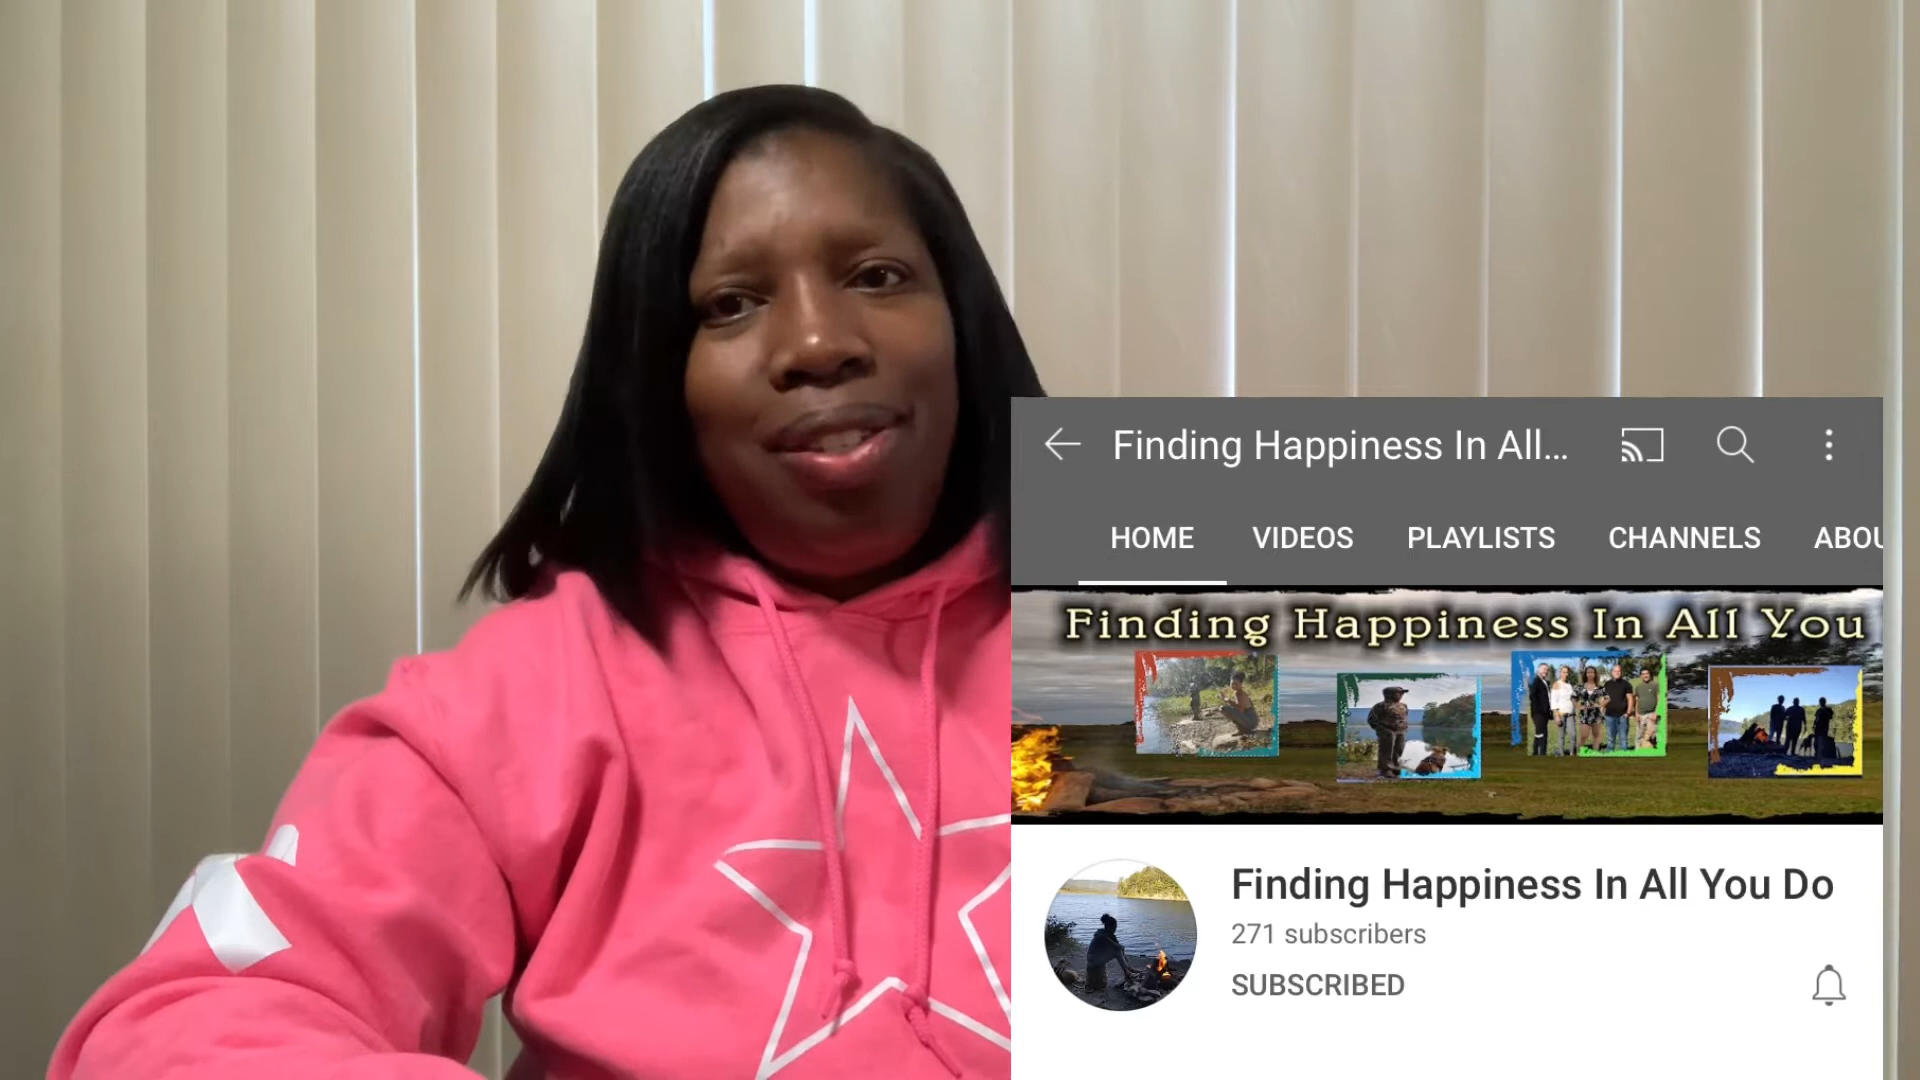 Finding Happiness In All...
HOME VIDEOS PLAYLISTS CHANNELS ABOU
Finding Happiness In All You
Finding Happiness In All You Do
271 subscribers
SUBSCRIBED